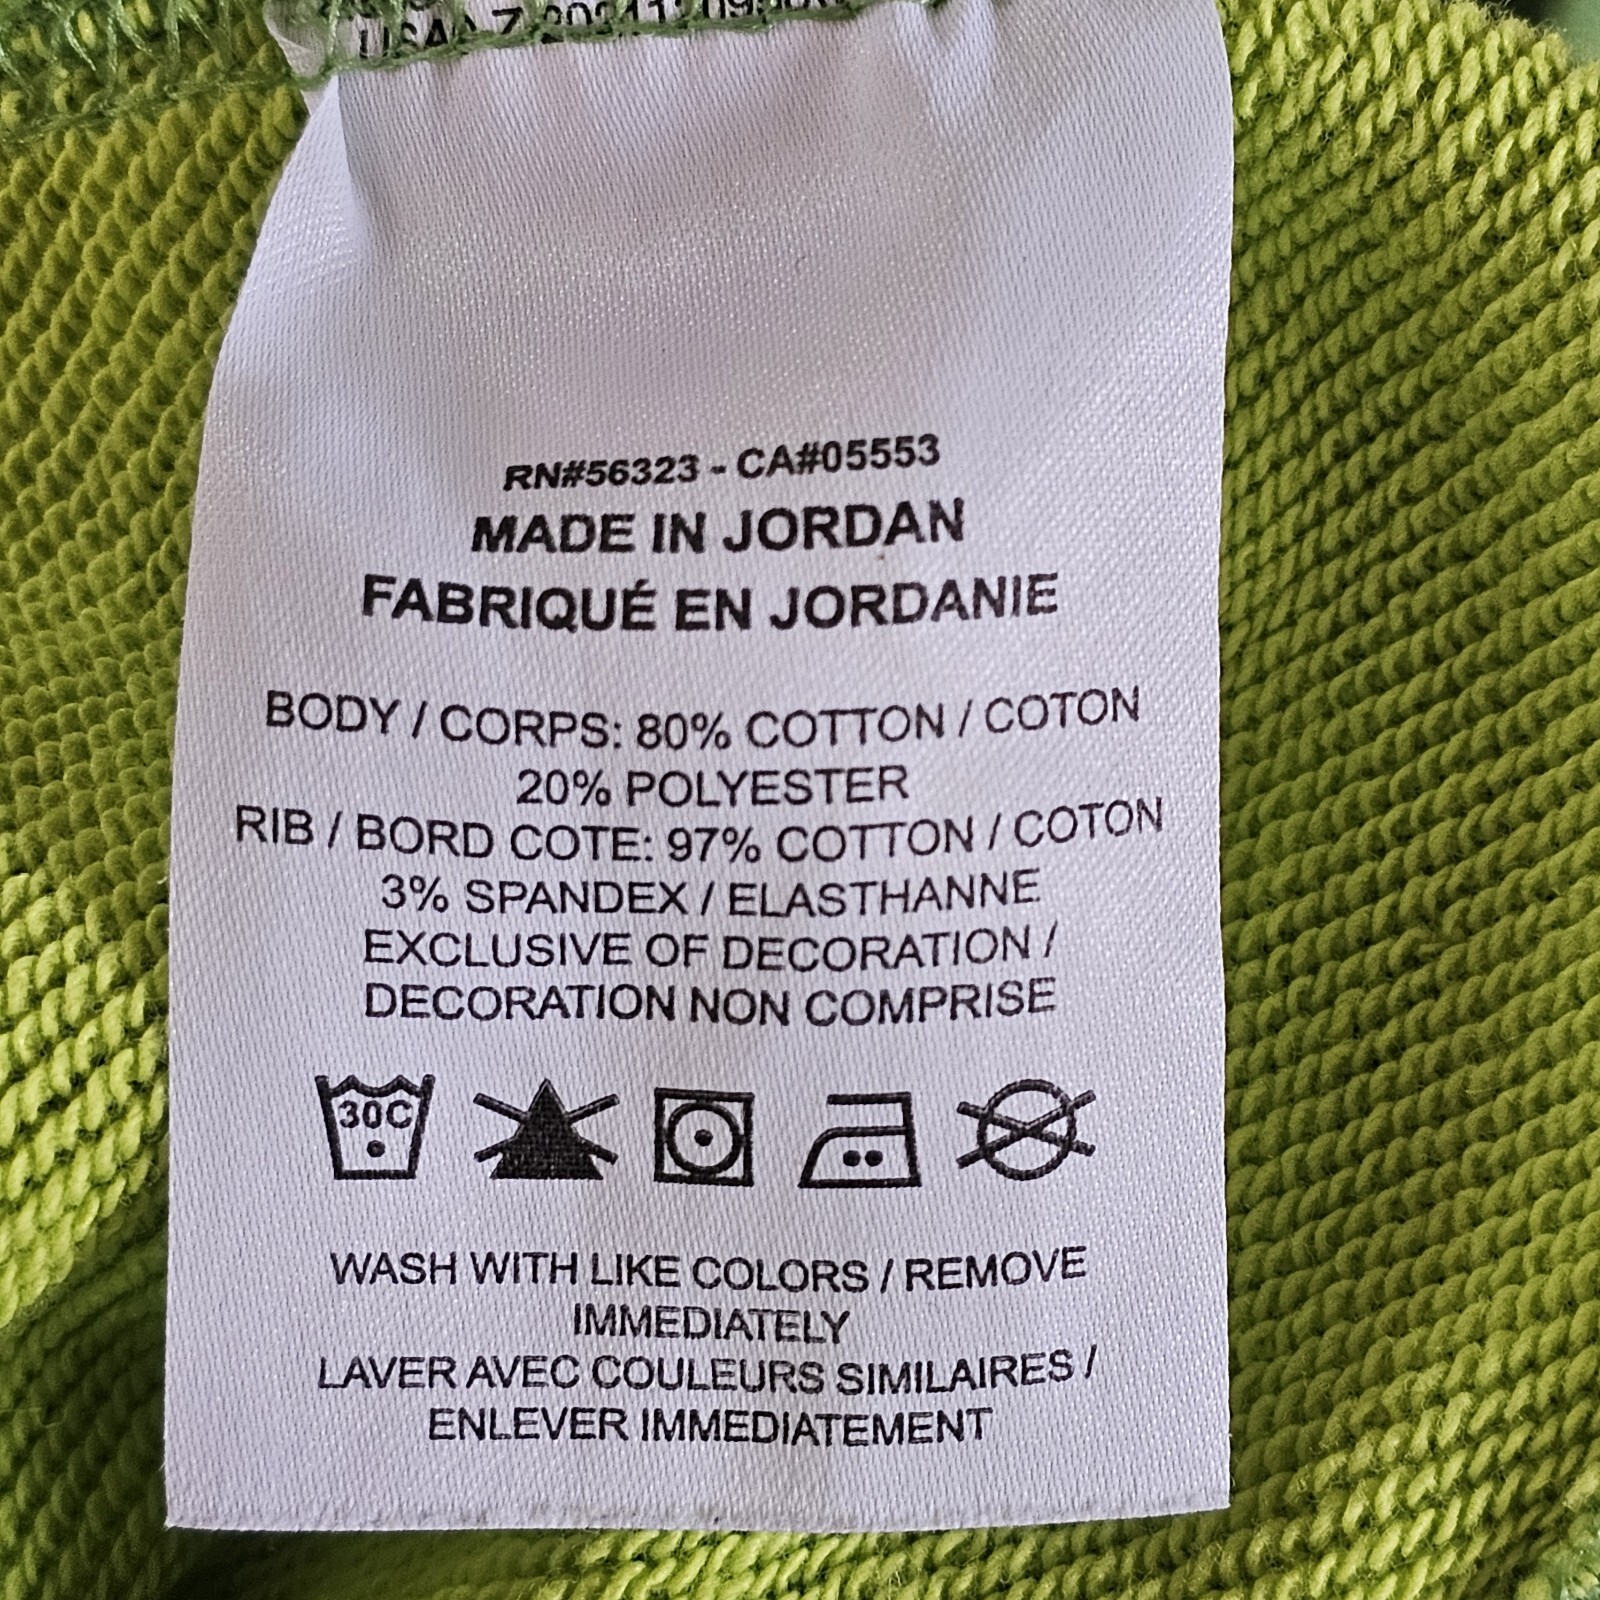 RN#56323 - CA#05553
MADE IN JORDAN
FABRIQUÉ EN JORDANIE
BODY / CORPS: 80% COTTON / COTON
20% POLYESTER
RIB / BORD COTE: 97% COTTON / COTON
3% SPANDEX / ELASTHANNE
EXCLUSIVE OF DECORATION /
DECORATION NON COMPRISE
30C
WASH WITH LIKE COLORS / REMOVE
IMMEDIATELY
LAVER AVEC COULEURS SIMILAIRES /
ENLEVER IMMEDIATEMENT